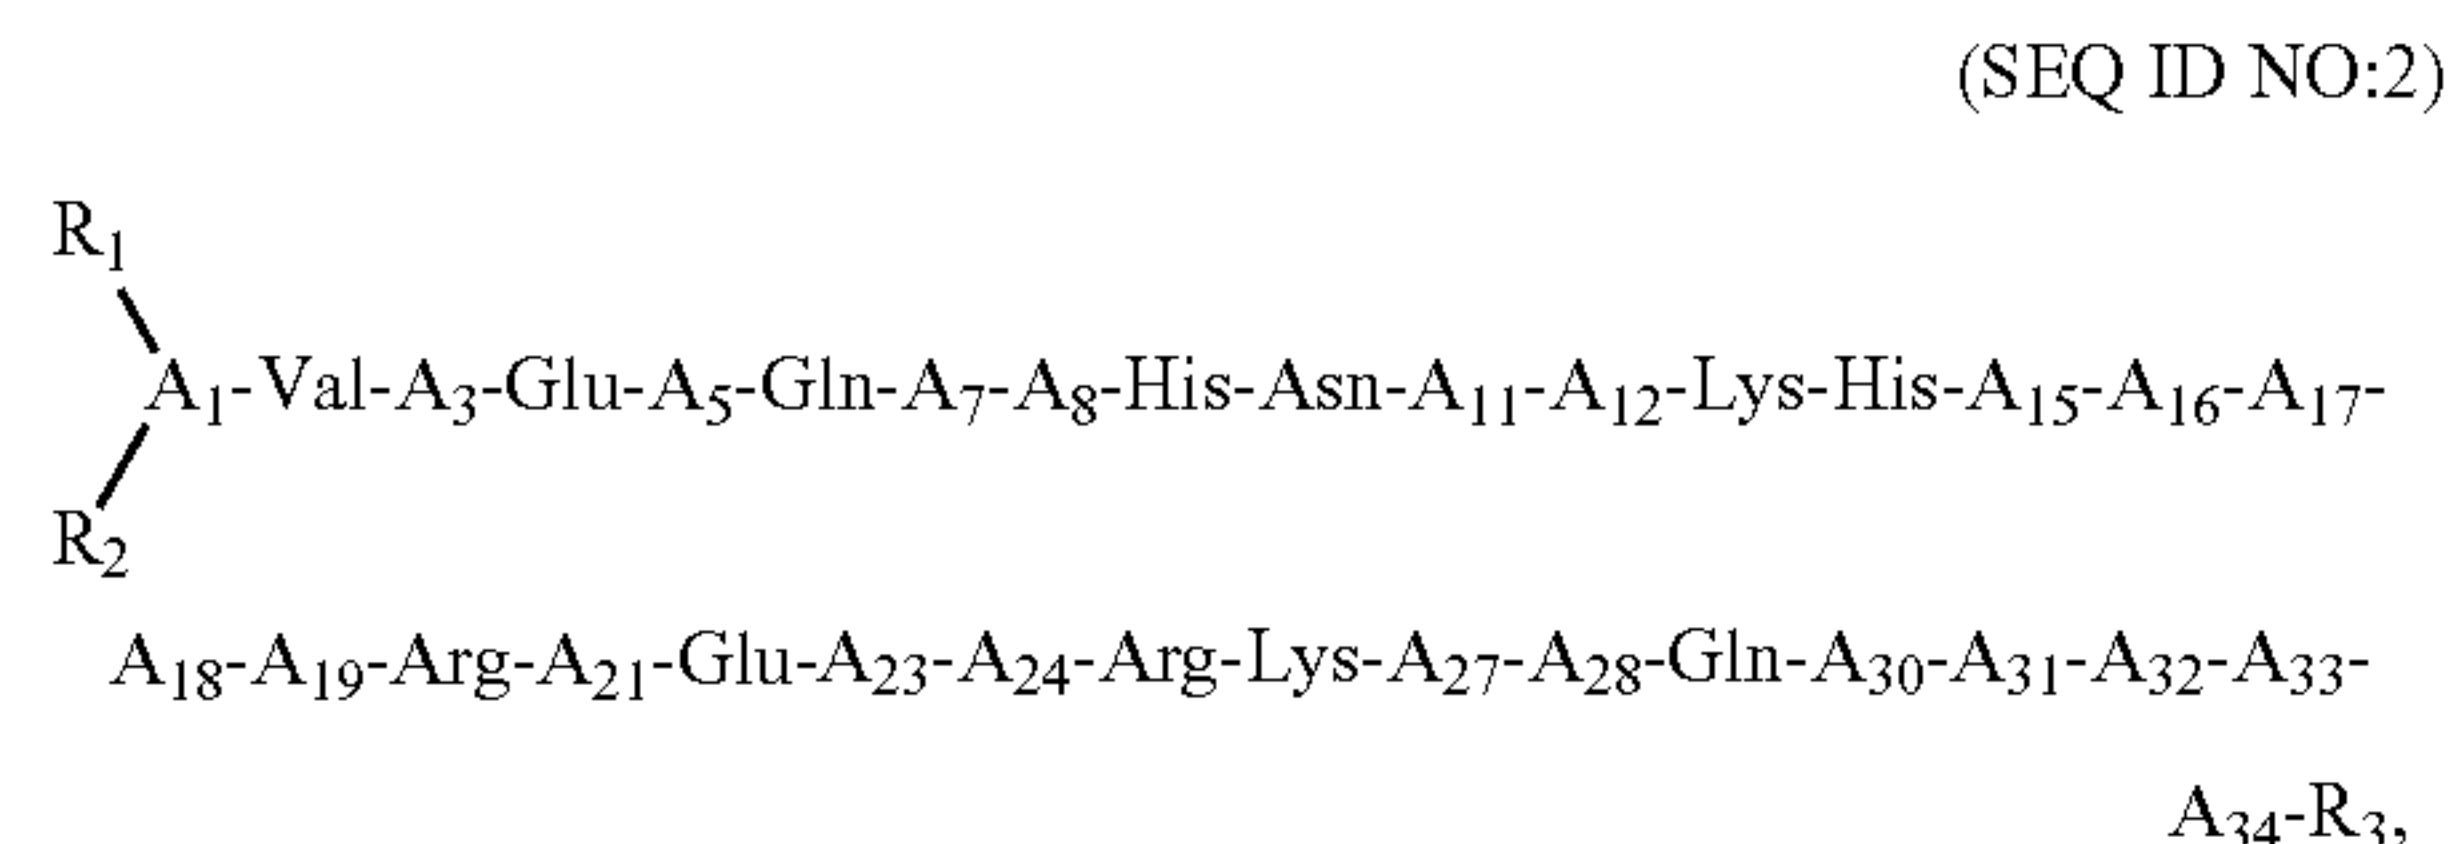 (SEQ ID NO:2)
R₁
A₁-Val-A₃-Glu-A₅-Gln-A₇-A₈-His-Asn-A₁₁-A₁₂-Lys-His-A₁₅-A₁₆-A₁₇-
R₂
A₁₈-A₁₉-Arg-A₂₁-Glu-A₂₃-A₂₄-Arg-Lys-A₂₇-A₂₈-Gln-A₃₀-A₃₁-A₃₂-A₃₃-
A₃₄-R₃,